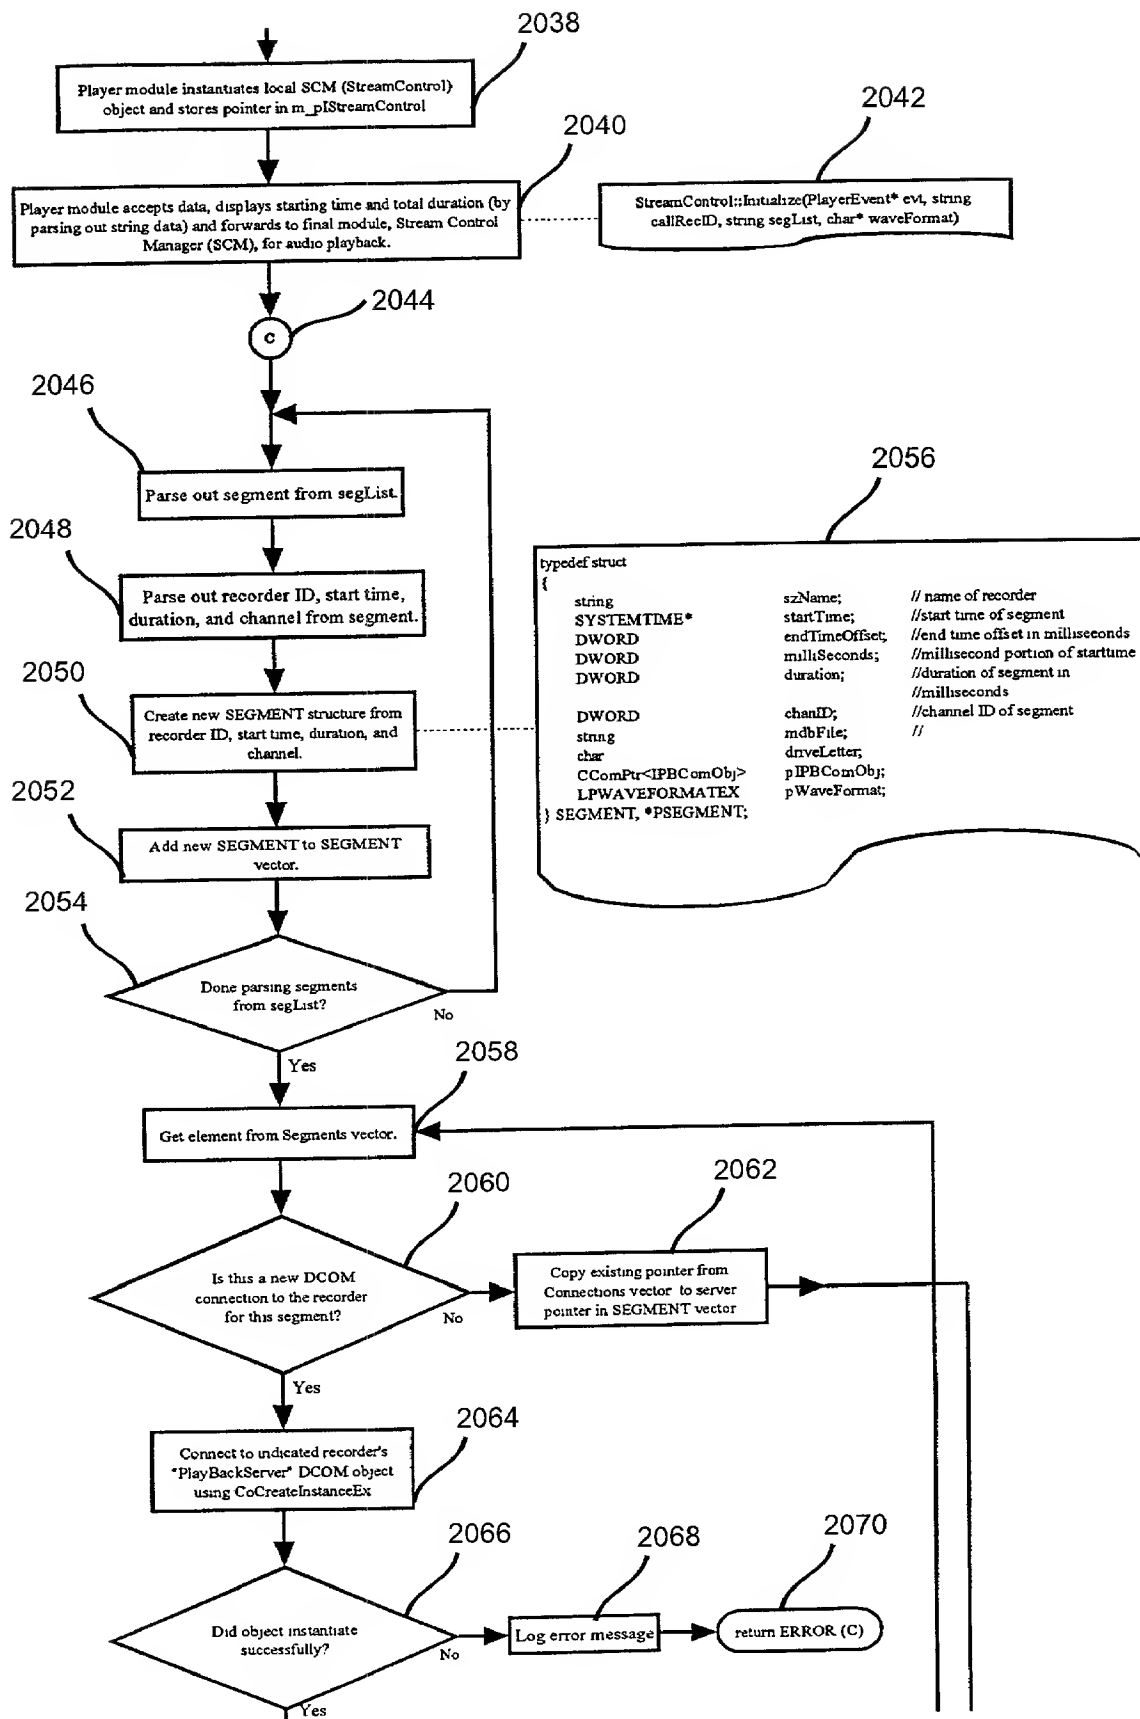 2038
Player module instantiates local SCM (StreamControl)
object and stores pointer in m_pIStreamControl
2040
2042
Player module accepts data, displays starting time and total duration (by
parsing out string data) and forwards to final module, Stream Control
Manager (SCM), for audio playback.
StreamControl::Initialize(PlayerEvent* evt, string
callRecID, string segList, char* waveFormat)
2044
C
2046
Parse out segment from segList.
2048
Parse out recorder ID, start time,
duration, and channel from segment.
2050
Create new SEGMENT structure from
recorder ID, start time, duration, and
channel.
2052
Add new SEGMENT to SEGMENT
vector.
2054
Done parsing segments
from segList?
No
Yes
2056
typedef struct
{
string szName; // name of recorder
SYSTEMTIME* startTime; //start time of segment
DWORD endTimeOffset; //end time offset in milliseconds
DWORD milliSeconds; //millisecond portion of starttime
DWORD duration; //duration of segment in
//milliseconds
DWORD chanID; //channel ID of segment
string mdbFile; //
char driveLetter;
CComPtr<IPBComObj> pIPBComObj;
LPWAVEFORMATEX pWaveFormat;
} SEGMENT, *PSEGMENT;
2058
Get element from Segments vector.
2060
Is this a new DCOM
connection to the recorder
for this segment?
No
Yes
2062
Copy existing pointer from
Connections vector to server
pointer in SEGMENT vector
2064
Connect to indicated recorder's
"PlayBackServer" DCOM object
using CoCreateInstanceEx
2066
Did object instantiate
successfully?
No
Yes
2068
Log error message
2070
return ERROR (C)